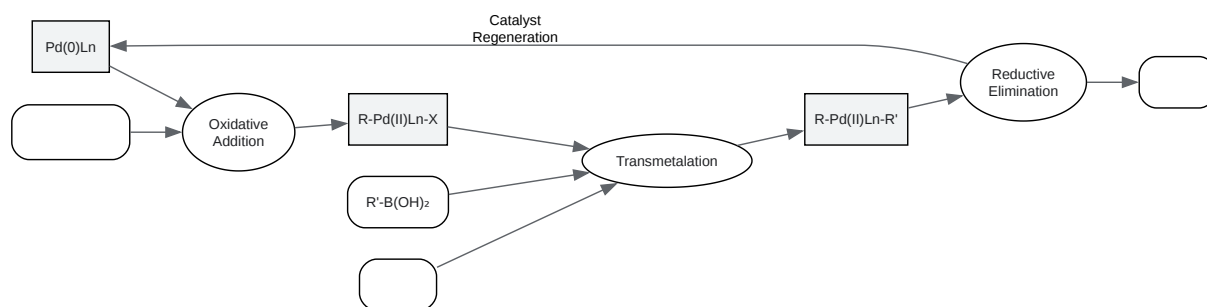 Catalyst
Regeneration
Pd(0)Ln
Reductive
Elimination
Oxidative
Addition
R-Pd(II)Ln-X
R-Pd(II)Ln-R'
Transmetalation
R'-B(OH)₂